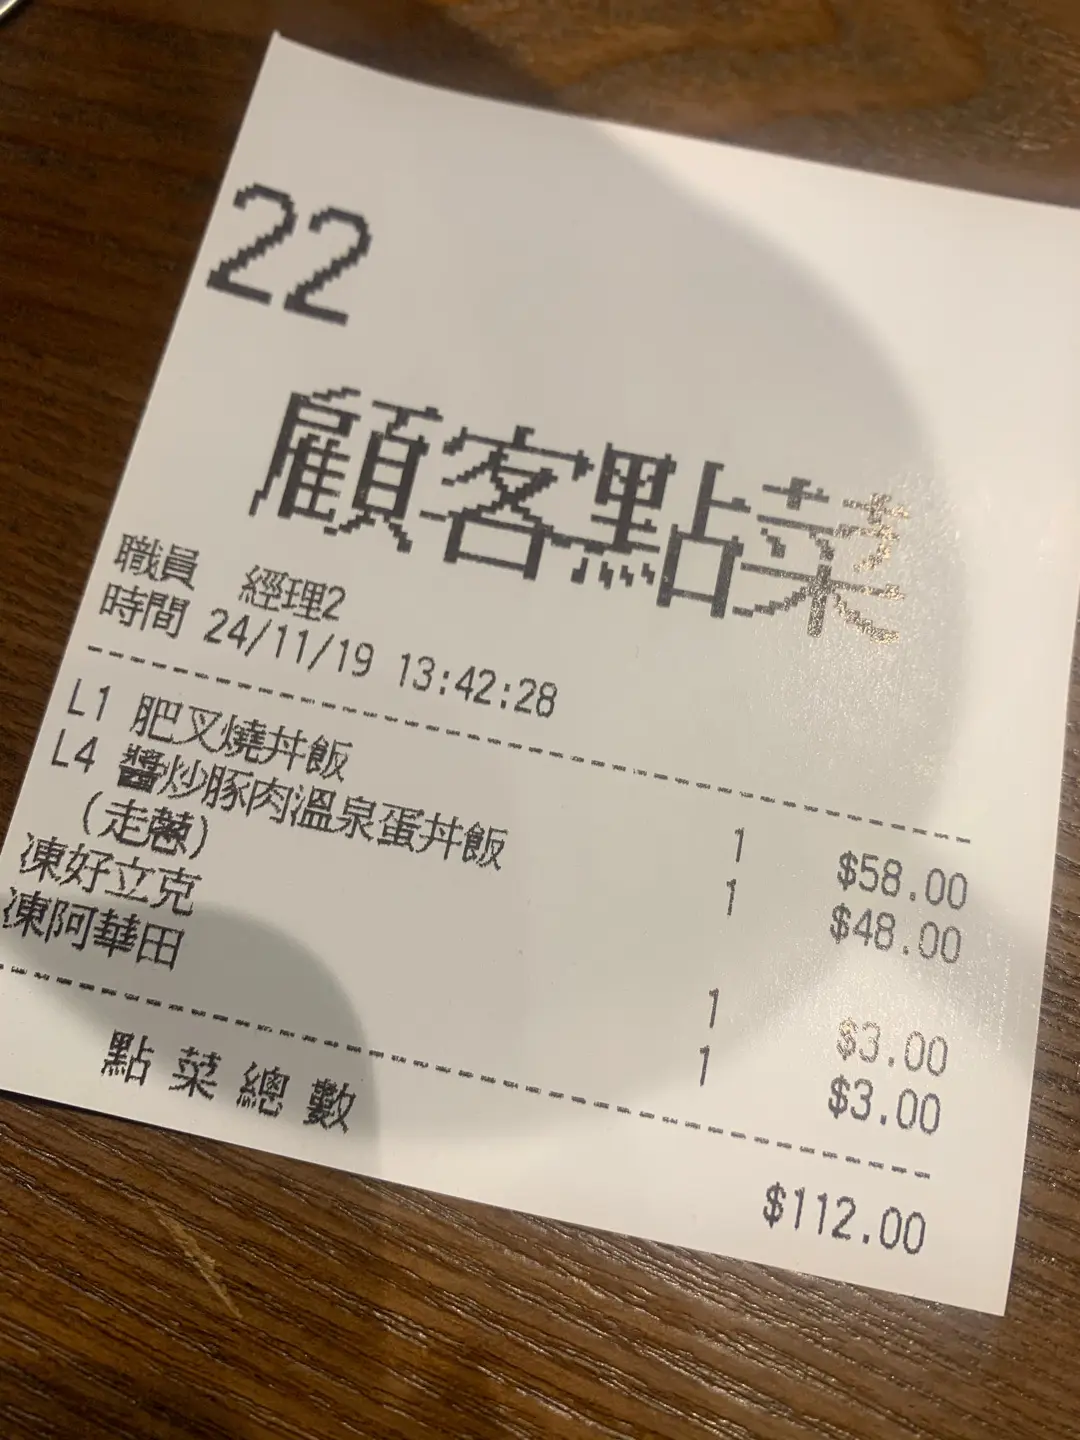 22
顧客點菜
職員 經理2
時間 24/11/19 13:42:28
L1 肥叉燒丼飯 1 $58.00
L4 醬炒豚肉溫泉蛋丼飯 1 $48.00
(走蔥)
凍好立克 1 $3.00
凍阿華田 1 $3.00
點菜總數 $112.00